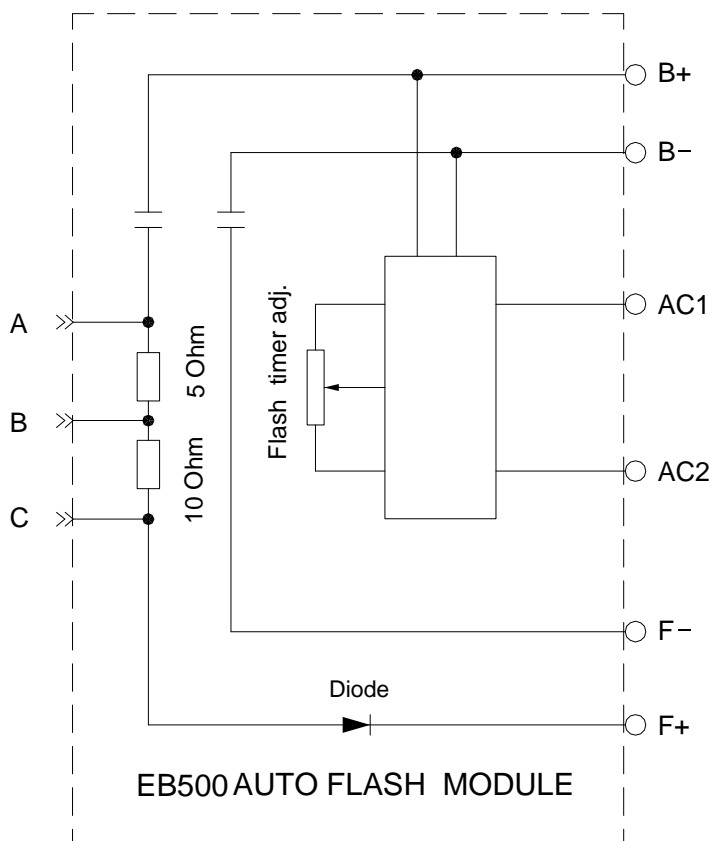 B+
B−
A
B
C
5 Ohm
10 Ohm
Flash timer adj.
AC1
AC2
F−
Diode
F+
EB500 AUTO FLASH MODULE